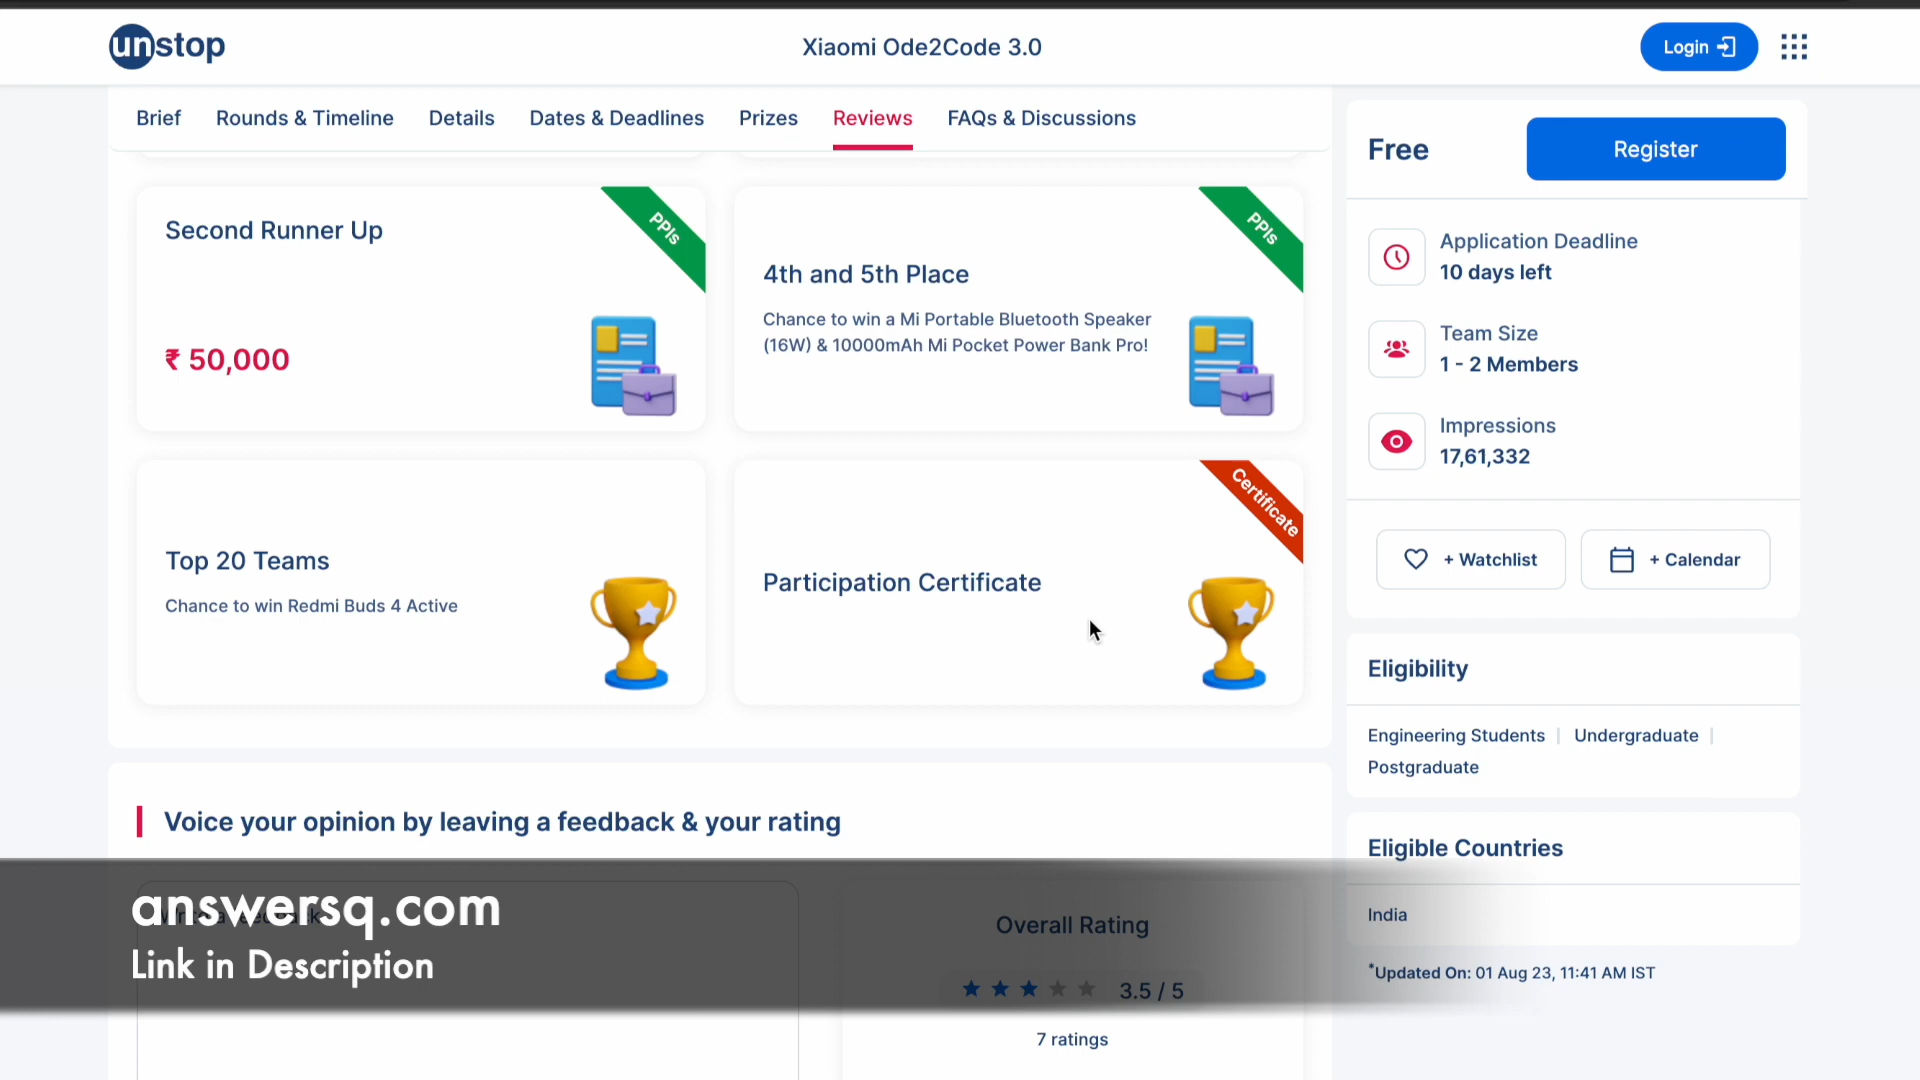 unstop
Xiaomi Ode2Code 3.0
Login
Brief
Rounds & Timeline
Details
Dates & Deadlines
Prizes
Reviews
FAQs & Discussions
Free
Register
Second Runner Up
PPIs
₹ 50,000
4th and 5th Place
PPIs
Chance to win a Mi Portable Bluetooth Speaker
(16W) & 10000mAh Mi Pocket Power Bank Pro!
Application Deadline
10 days left
Team Size
1 - 2 Members
Impressions
17,61,332
Top 20 Teams
Chance to win Redmi Buds 4 Active
Certificate
Participation Certificate
+ Watchlist
+ Calendar
Eligibility
Engineering Students
Undergraduate
Postgraduate
Voice your opinion by leaving a feedback & your rating
Eligible Countries
India
*Updated On: 01 Aug 23, 11:41 AM IST
answersq.com
Link in Description
Overall Rating
3.5 / 5
7 ratings